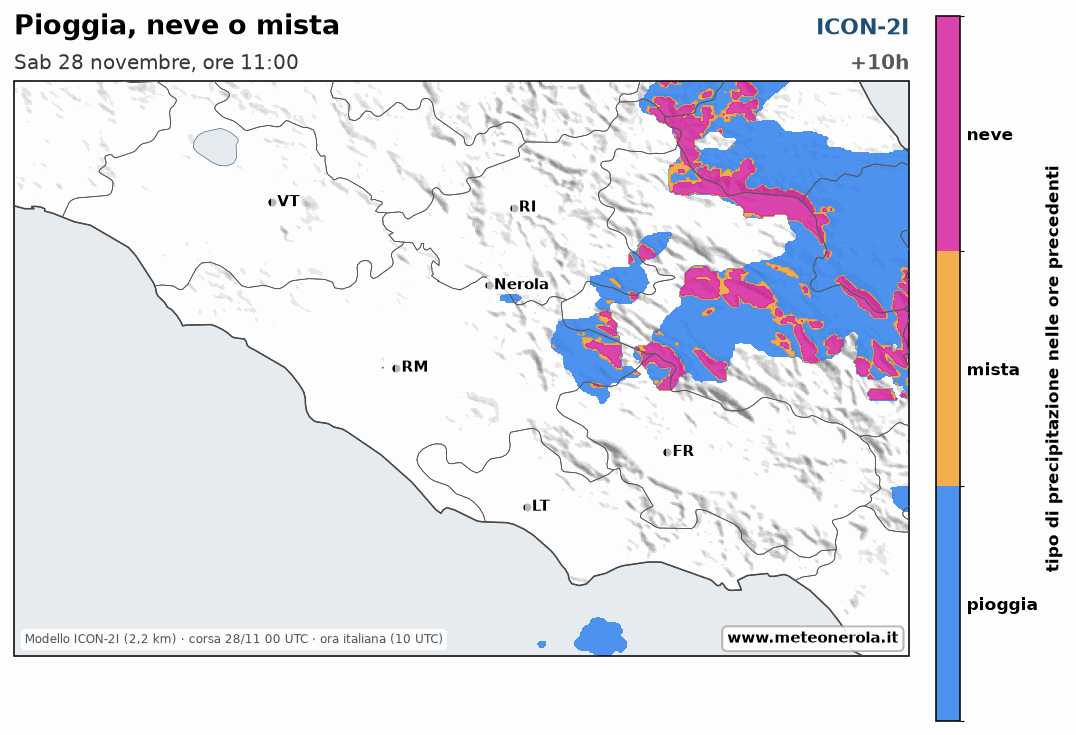 Pioggia, neve o mista
ICON-2I
Sab 28 novembre, ore 11:00
+10h
neve
VT
RI
Nerola
RM
mista
FR
LT
pioggia
tipo di precipitazione nelle ore precedenti
Modello ICON-2I (2,2 km) · corsa 28/11 00 UTC · ora italiana (10 UTC)
www.meteonerola.it